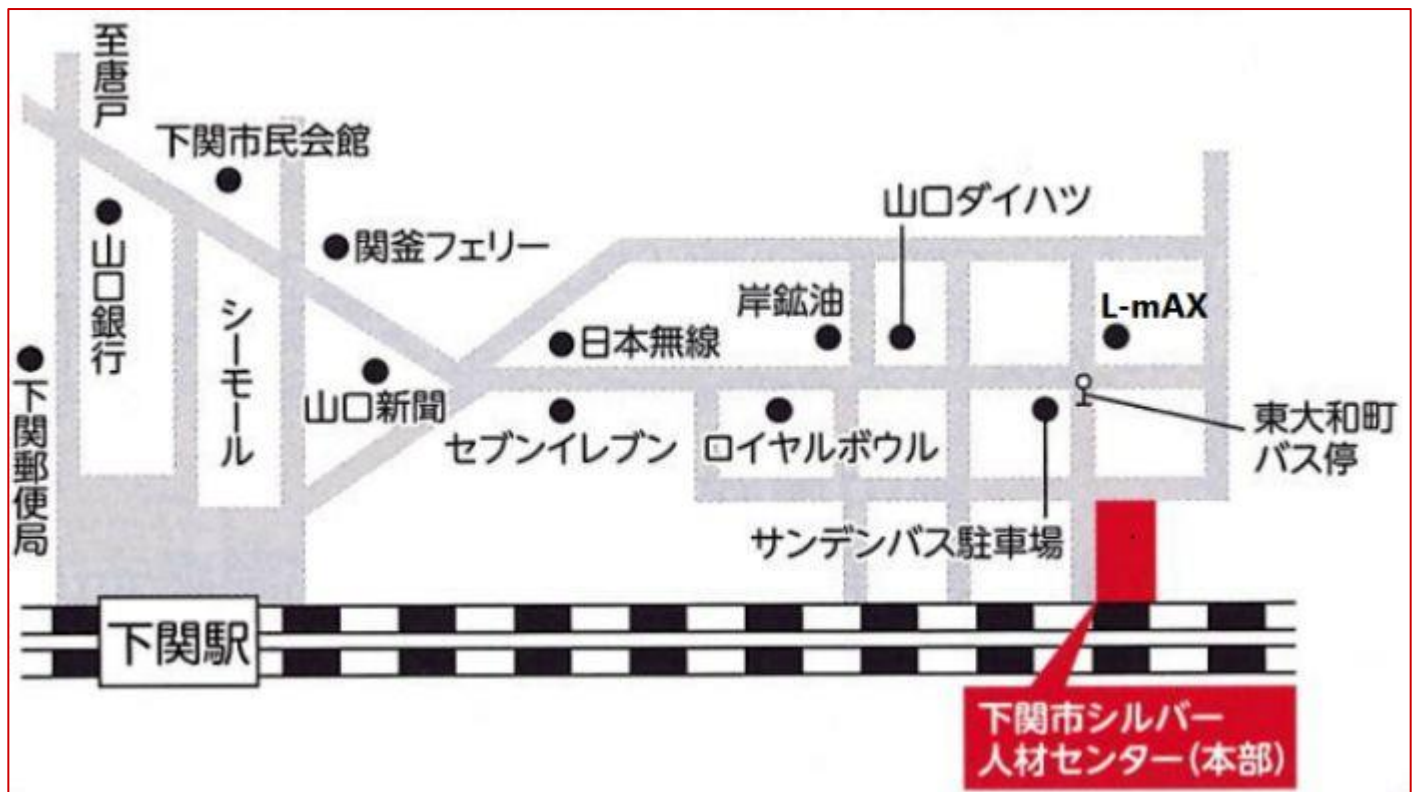 至唐戸
下関市民会館
山口ダイハツ
関釜フェリー
山口銀行
岸鉱油
L-mAX
シーモール
日本無線
下関郵便局
山口新聞
セブンイレブン
ロイヤルボウル
東大和町
バス停
サンデンバス駐車場
下関駅
下関市シルバー
人材センター(本部)